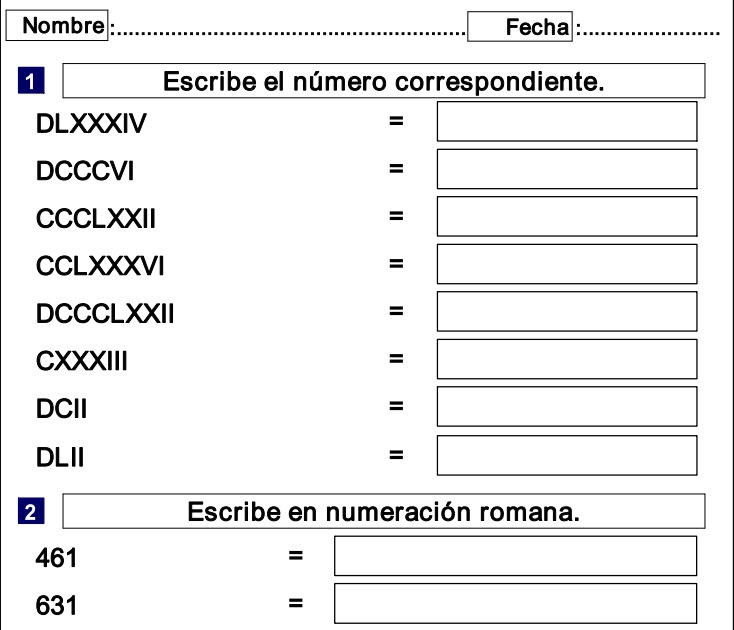 Nombre:............................................................ Fecha:........................
1 Escribe el número correspondiente.
DLXXXIV =
DCCCVI =
CCCLXXII =
CCLXXXVI =
DCCCLXXII =
CXXXIII =
DCII =
DLII =
2 Escribe en numeración romana.
461 =
631 =